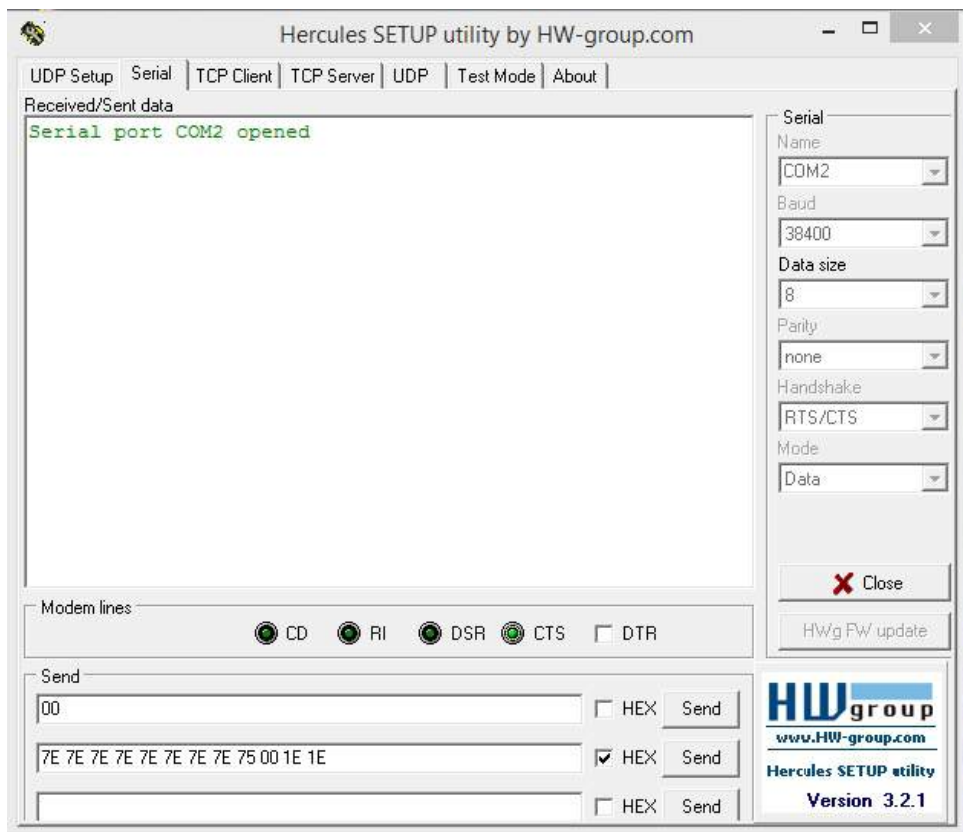 Hercules SETUP utility by HW-group.com
UDP Setup Serial TCP Client TCP Server UDP Test Mode About
Received/Sent data
Serial port COM2 opened
Serial
Name
COM2
Baud
38400
Data size
8
Parity
none
Handshake
RTS/CTS
Mode
Data
Close
HWg FW update
Modem lines
CD RI DSR CTS DTR
Send
00 HEX Send
7E 7E 7E 7E 7E 7E 7E 7E 75 00 1E 1E HEX Send
HEX Send
HW group
www.HW-group.com
Hercules SETUP utility
Version 3.2.1